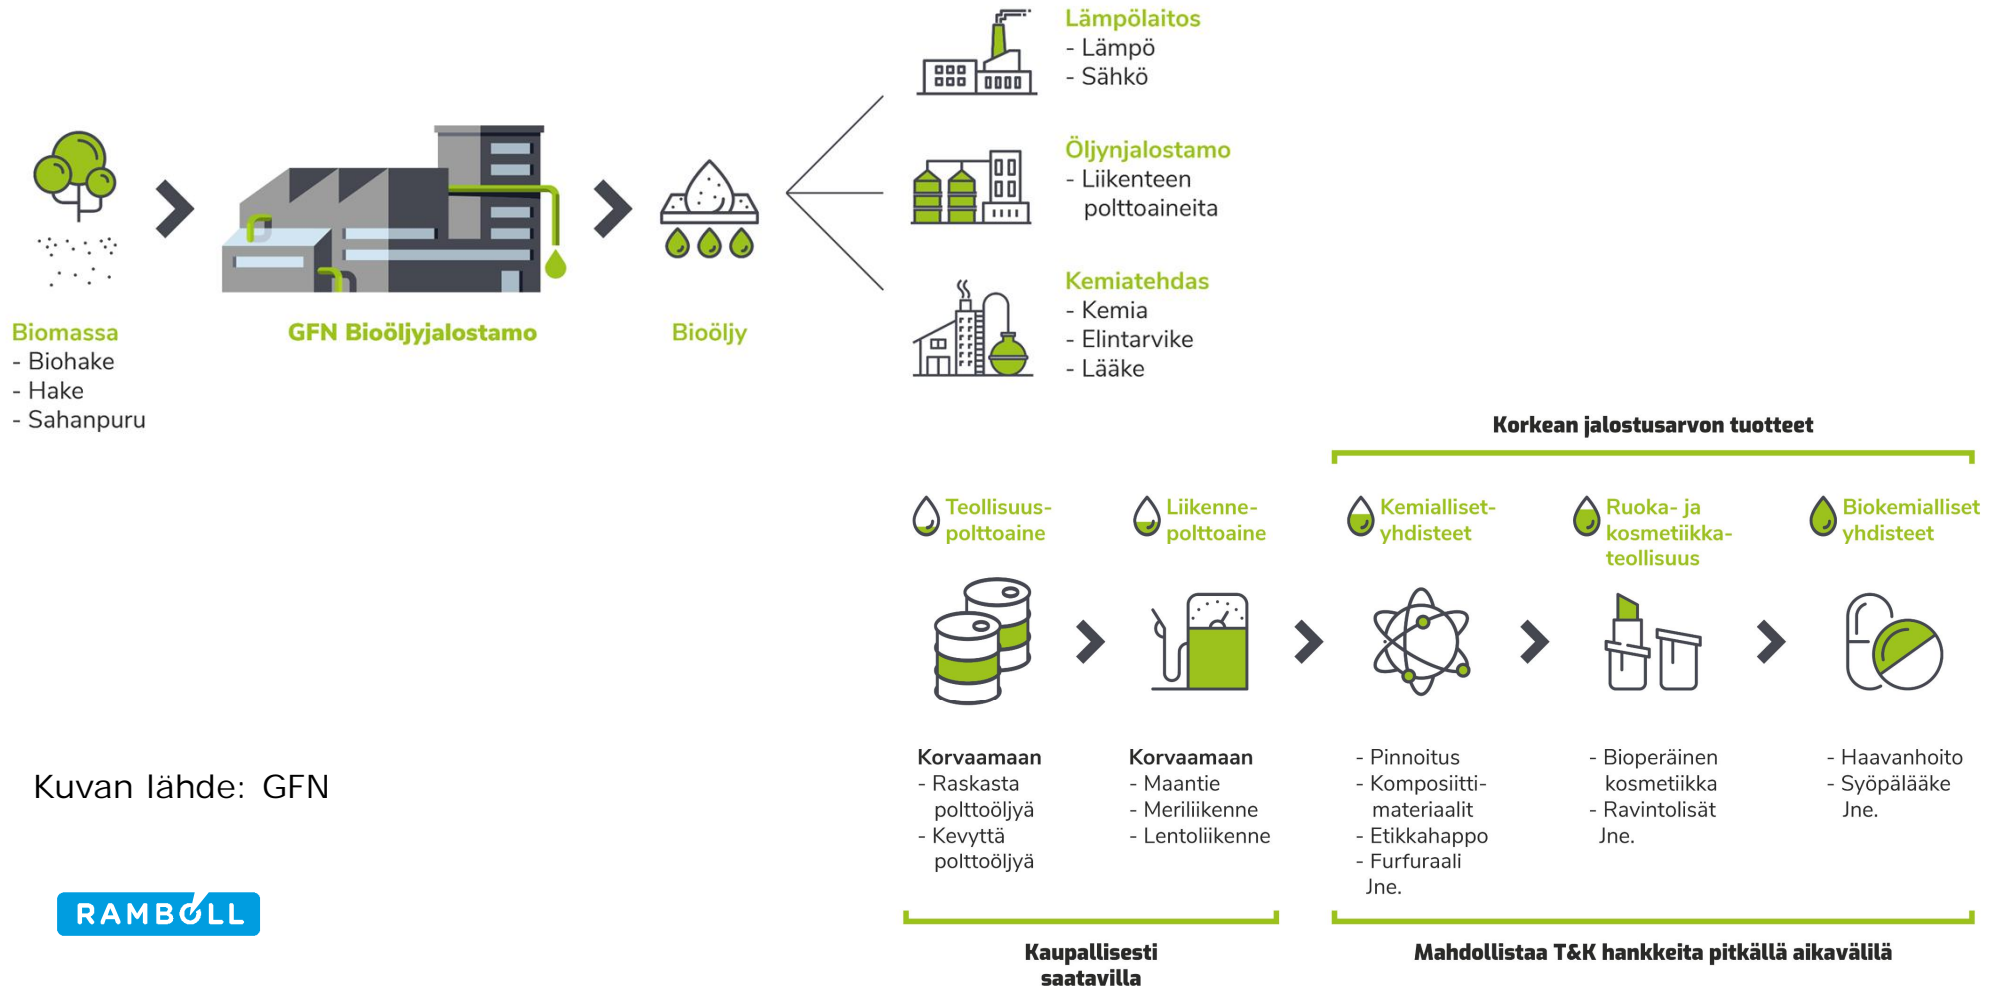 Lämpölaitos
- Lämpö
- Sähkö
Öljynjalostamo
- Liikenteen
polttoaineita
Kemiatehdas
- Kemia
- Elintarvike
- Lääke
Biomassa
- Biohake
- Hake
- Sahanpuru
GFN Bioöljyjalostamo
Bioöljy
Korkean jalostusarvon tuotteet
Teollisuus-
polttoaine
Liikenne-
polttoaine
Kemialliset-
yhdisteet
Ruoka- ja
kosmetiikka-
teollisuus
Biokemialliset
yhdisteet
Korvaamaan
- Raskasta
polttoöljyä
- Kevyttä
polttoöljyä
Korvaamaan
- Maantie
- Meriliikenne
- Lentoliikenne
- Pinnoitus
- Komposiitti-
materiaalit
- Etikkahappo
- Furfuraali
Jne.
- Bioperäinen
kosmetiikka
- Ravintolisät
Jne.
- Haavanhoito
- Syöpälääke
Jne.
Kaupallisesti
saatavilla
Mahdollistaa T&K hankkeita pitkällä aikavälilä
Kuvan lähde: GFN
RAMBOLL